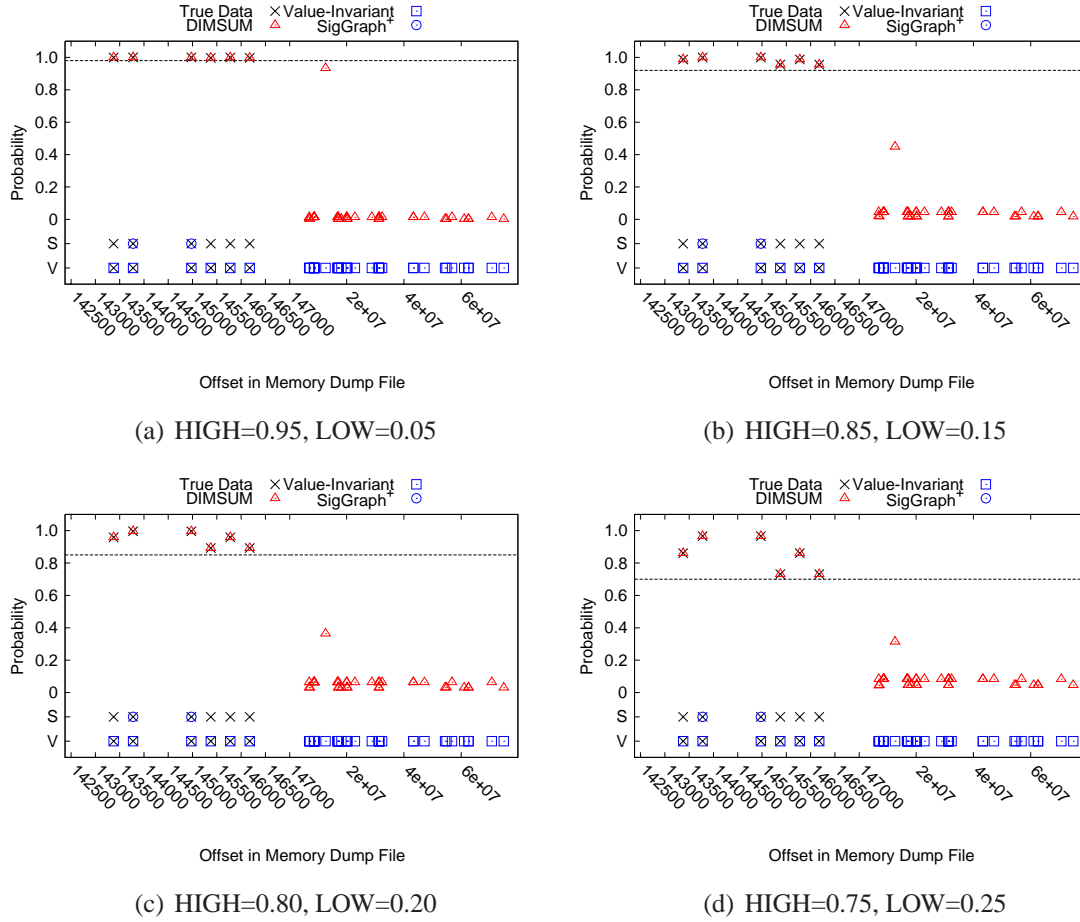 True Data Value-Invariant
DIMSUM SigGraph+
Probability
1.0
0.8
0.6
0.4
0.2
0
S
V
142500 143000 143500 144000 144500 145000 145500 146000 146500 147000 2e+07 4e+07 6e+07
Offset in Memory Dump File
(a) HIGH=0.95, LOW=0.05
True Data Value-Invariant
DIMSUM SigGraph+
Probability
1.0
0.8
0.6
0.4
0.2
0
S
V
142500 143000 143500 144000 144500 145000 145500 146000 146500 147000 2e+07 4e+07 6e+07
Offset in Memory Dump File
(b) HIGH=0.85, LOW=0.15
True Data Value-Invariant
DIMSUM SigGraph+
Probability
1.0
0.8
0.6
0.4
0.2
0
S
V
142500 143000 143500 144000 144500 145000 145500 146000 146500 147000 2e+07 4e+07 6e+07
Offset in Memory Dump File
(c) HIGH=0.80, LOW=0.20
True Data Value-Invariant
DIMSUM SigGraph+
Probability
1.0
0.8
0.6
0.4
0.2
0
S
V
142500 143000 143500 144000 144500 145000 145500 146000 146500 147000 2e+07 4e+07 6e+07
Offset in Memory Dump File
(d) HIGH=0.75, LOW=0.25